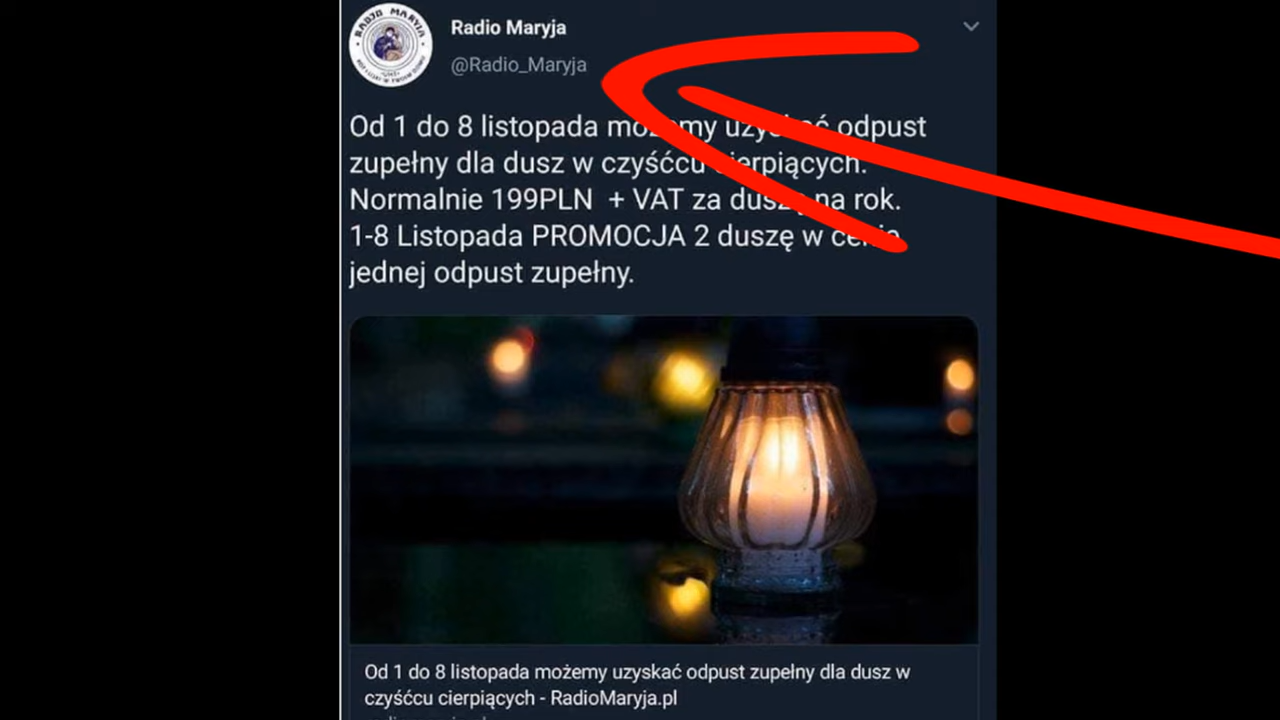 RADJO MARYJA
Radio Maryja
@Radio_Maryja
Od 1 do 8 listopada możemy uzyskać odpust
zupełny dla dusz w czyśćcu cierpiących.
Normalnie 199PLN + VAT za duszę na rok.
1-8 Listopada PROMOCJA 2 duszę w cenie
jednej odpust zupełny.
Od 1 do 8 listopada możemy uzyskać odpust zupełny dla dusz w
czyśćcu cierpiących - RadioMaryja.pl